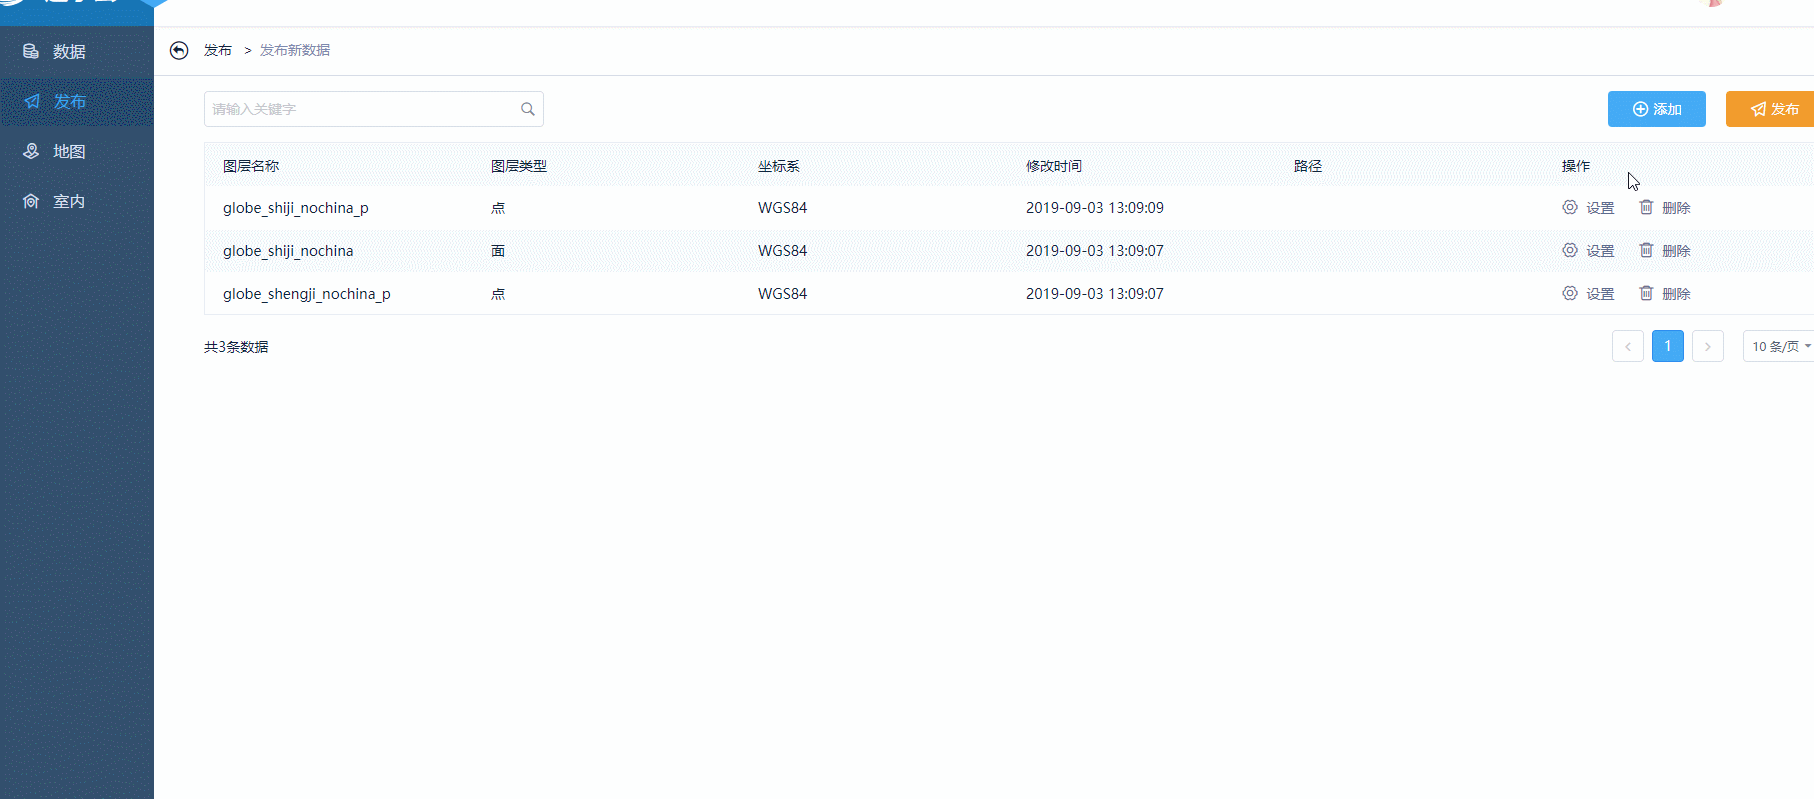 数据
发布
地图
室内
发布 > 发布新数据
请输入关键字
添加
发布
图层名称 图层类型 坐标系 修改时间 路径 操作
globe_shiji_nochina_p 点 WGS84 2019-09-03 13:09:09 设置 删除
globe_shiji_nochina 面 WGS84 2019-09-03 13:09:07 设置 删除
globe_shengji_nochina_p 点 WGS84 2019-09-03 13:09:07 设置 删除
共3条数据 < 1 > 10 条/页